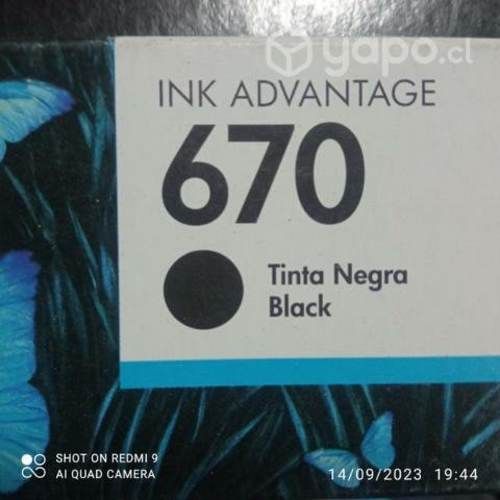 yapo.cl
INK ADVANTAGE
670
Tinta Negra
Black
SHOT ON REDMI 9
AI QUAD CAMERA
14/09/2023 19:44